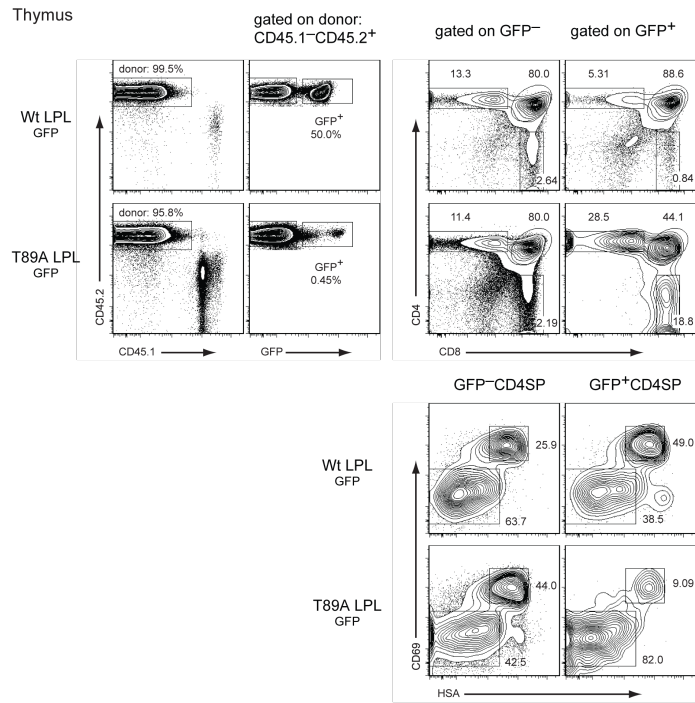 Thymus
gated on donor:
CD45.1–CD45.2+
gated on GFP–
gated on GFP+
donor: 99.5%
Wt LPL
GFP
GFP+
50.0%
13.3 80.0
2.64
5.31 88.6
0.84
donor: 95.8%
T89A LPL
GFP
GFP+
0.45%
11.4 80.0
2.19
28.5 44.1
18.8
CD45.2
CD45.1
GFP
CD4
CD8
GFP–CD4SP
GFP+CD4SP
Wt LPL
GFP
25.9
63.7
49.0
38.5
T89A LPL
GFP
44.0
42.5
9.09
82.0
CD69
HSA